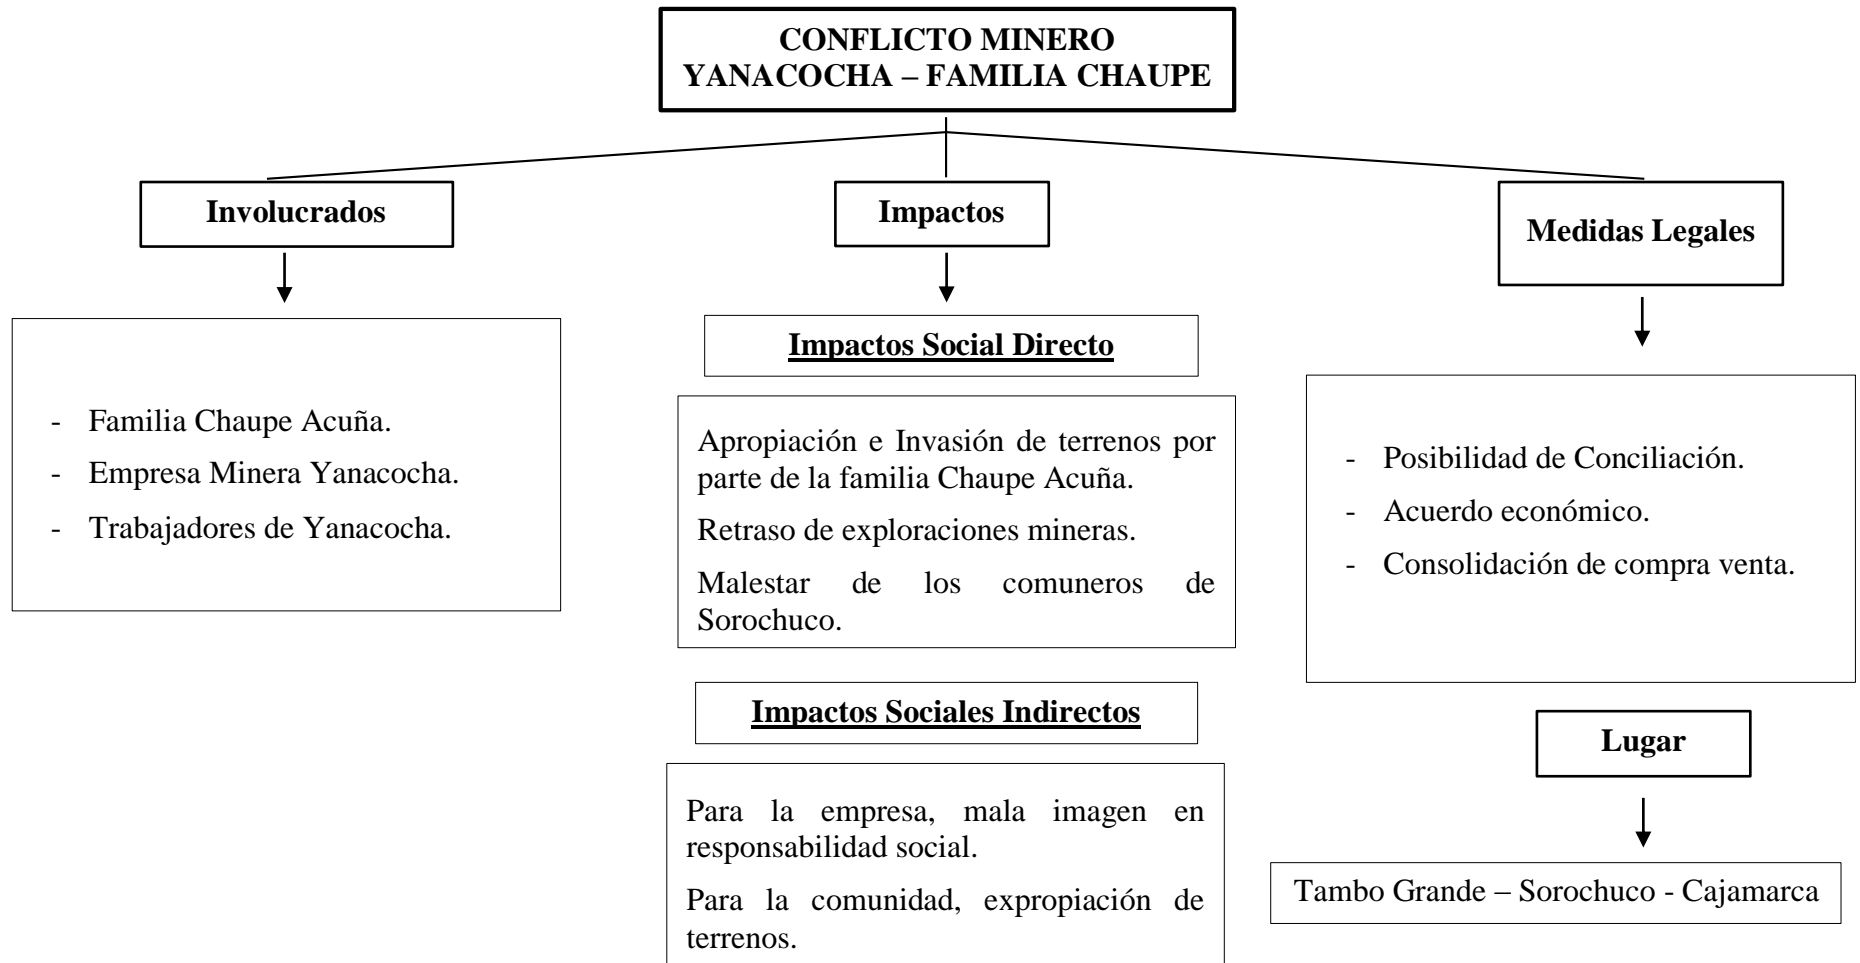 CONFLICTO MINERO
YANACOCHA – FAMILIA CHAUPE
Involucrados
- Familia Chaupe Acuña.
- Empresa Minera Yanacocha.
- Trabajadores de Yanacocha.
Impactos
Impactos Social Directo
Apropiación e Invasión de terrenos por
parte de la familia Chaupe Acuña.
Retraso de exploraciones mineras.
Malestar de los comuneros de
Sorochuco.
Impactos Sociales Indirectos
Para la empresa, mala imagen en
responsabilidad social.
Para la comunidad, expropiación de
terrenos.
Medidas Legales
- Posibilidad de Conciliación.
- Acuerdo económico.
- Consolidación de compra venta.
Lugar
Tambo Grande – Sorochuco - Cajamarca